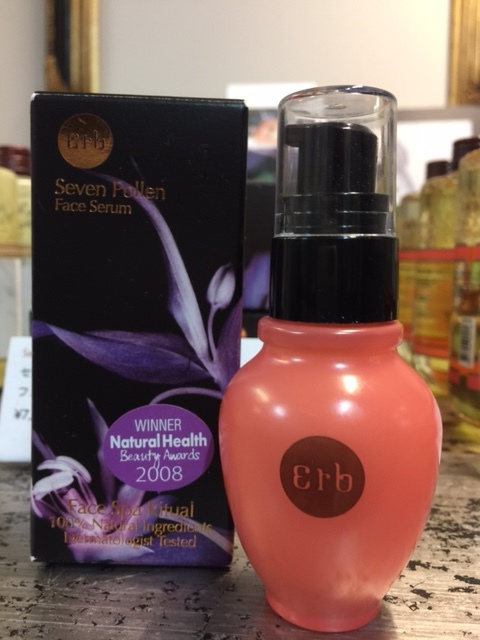 Erb
Seven Pollen
Face Serum
WINNER
Natural Health
Beauty Awards
2008
Face Spa Ritual
100% Natural Ingredients
Dermatologist Tested
Erb